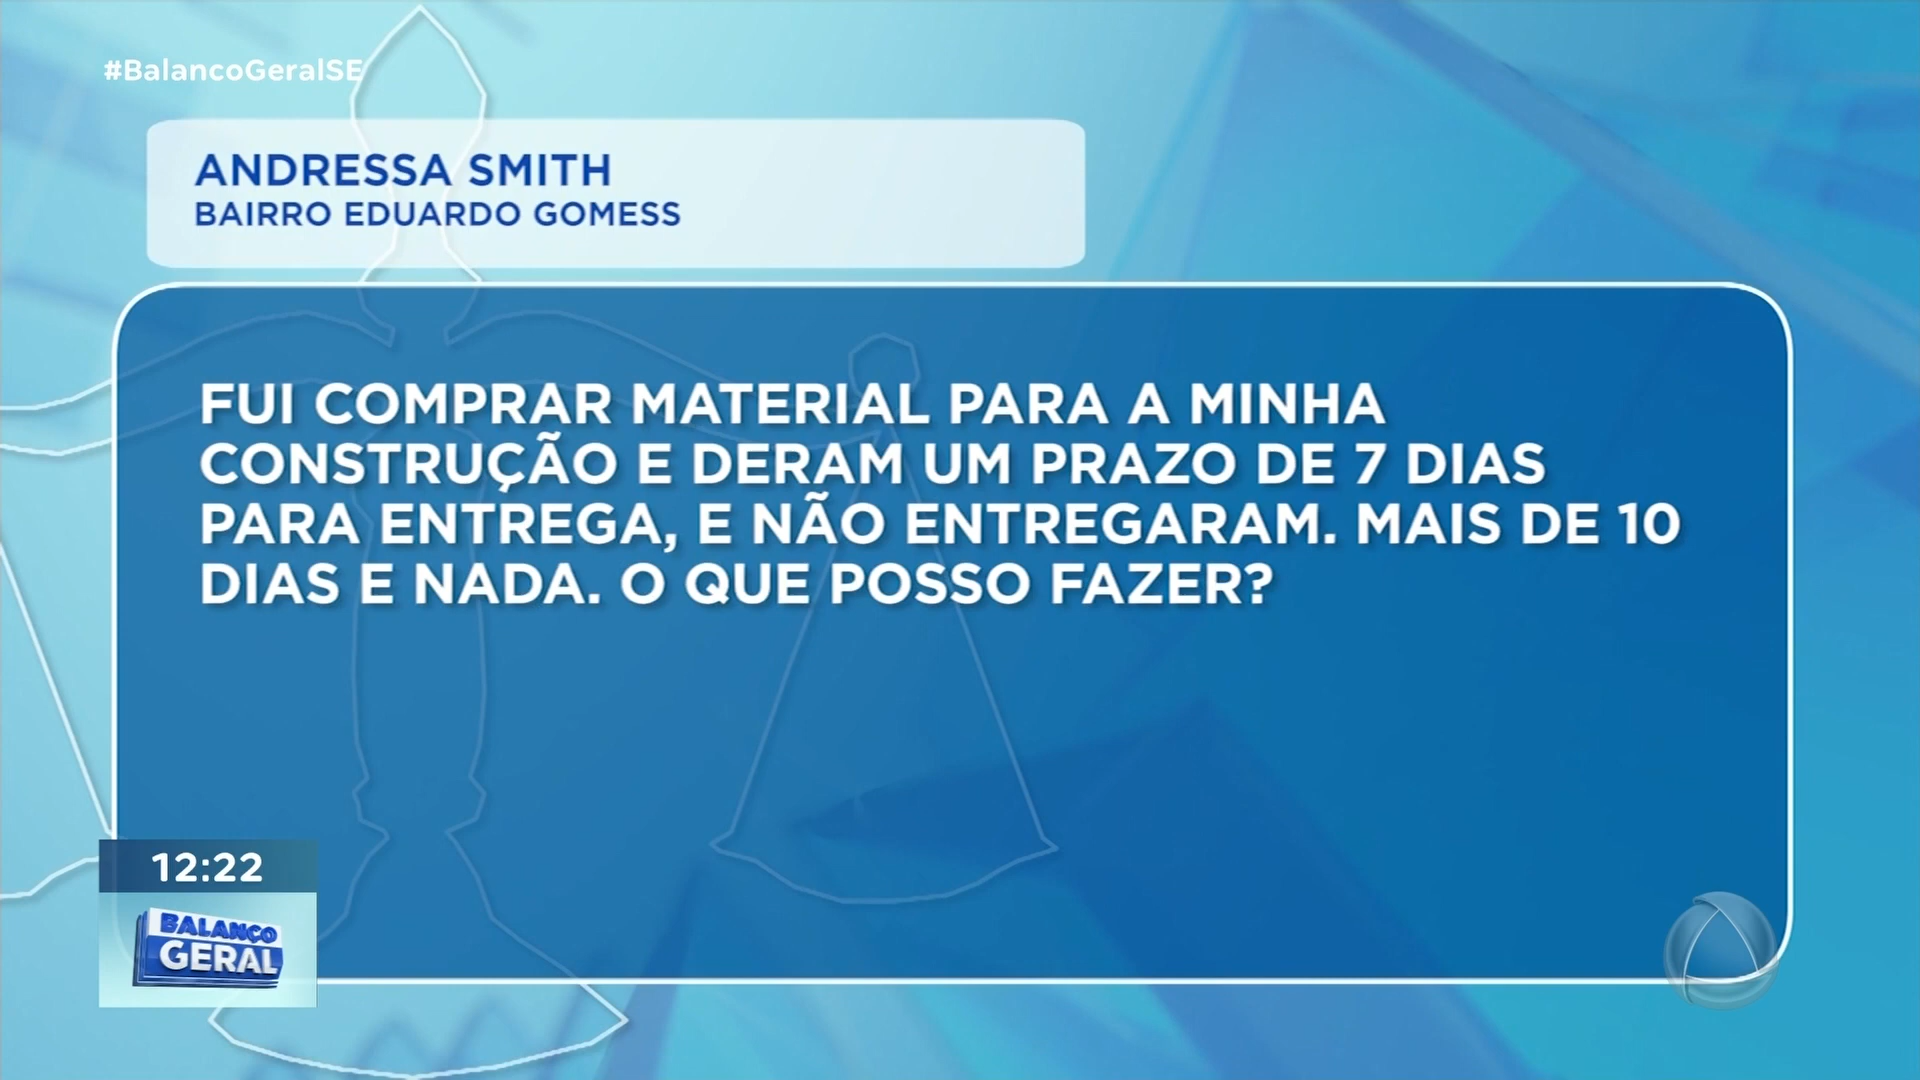 #BalancoGeralSE
ANDRESSA SMITH
BAIRRO EDUARDO GOMESS
FUI COMPRAR MATERIAL PARA A MINHA
CONSTRUÇÃO E DERAM UM PRAZO DE 7 DIAS
PARA ENTREGA, E NÃO ENTREGARAM. MAIS DE 10
DIAS E NADA. O QUE POSSO FAZER?
12:22
BALANÇO
GERAL